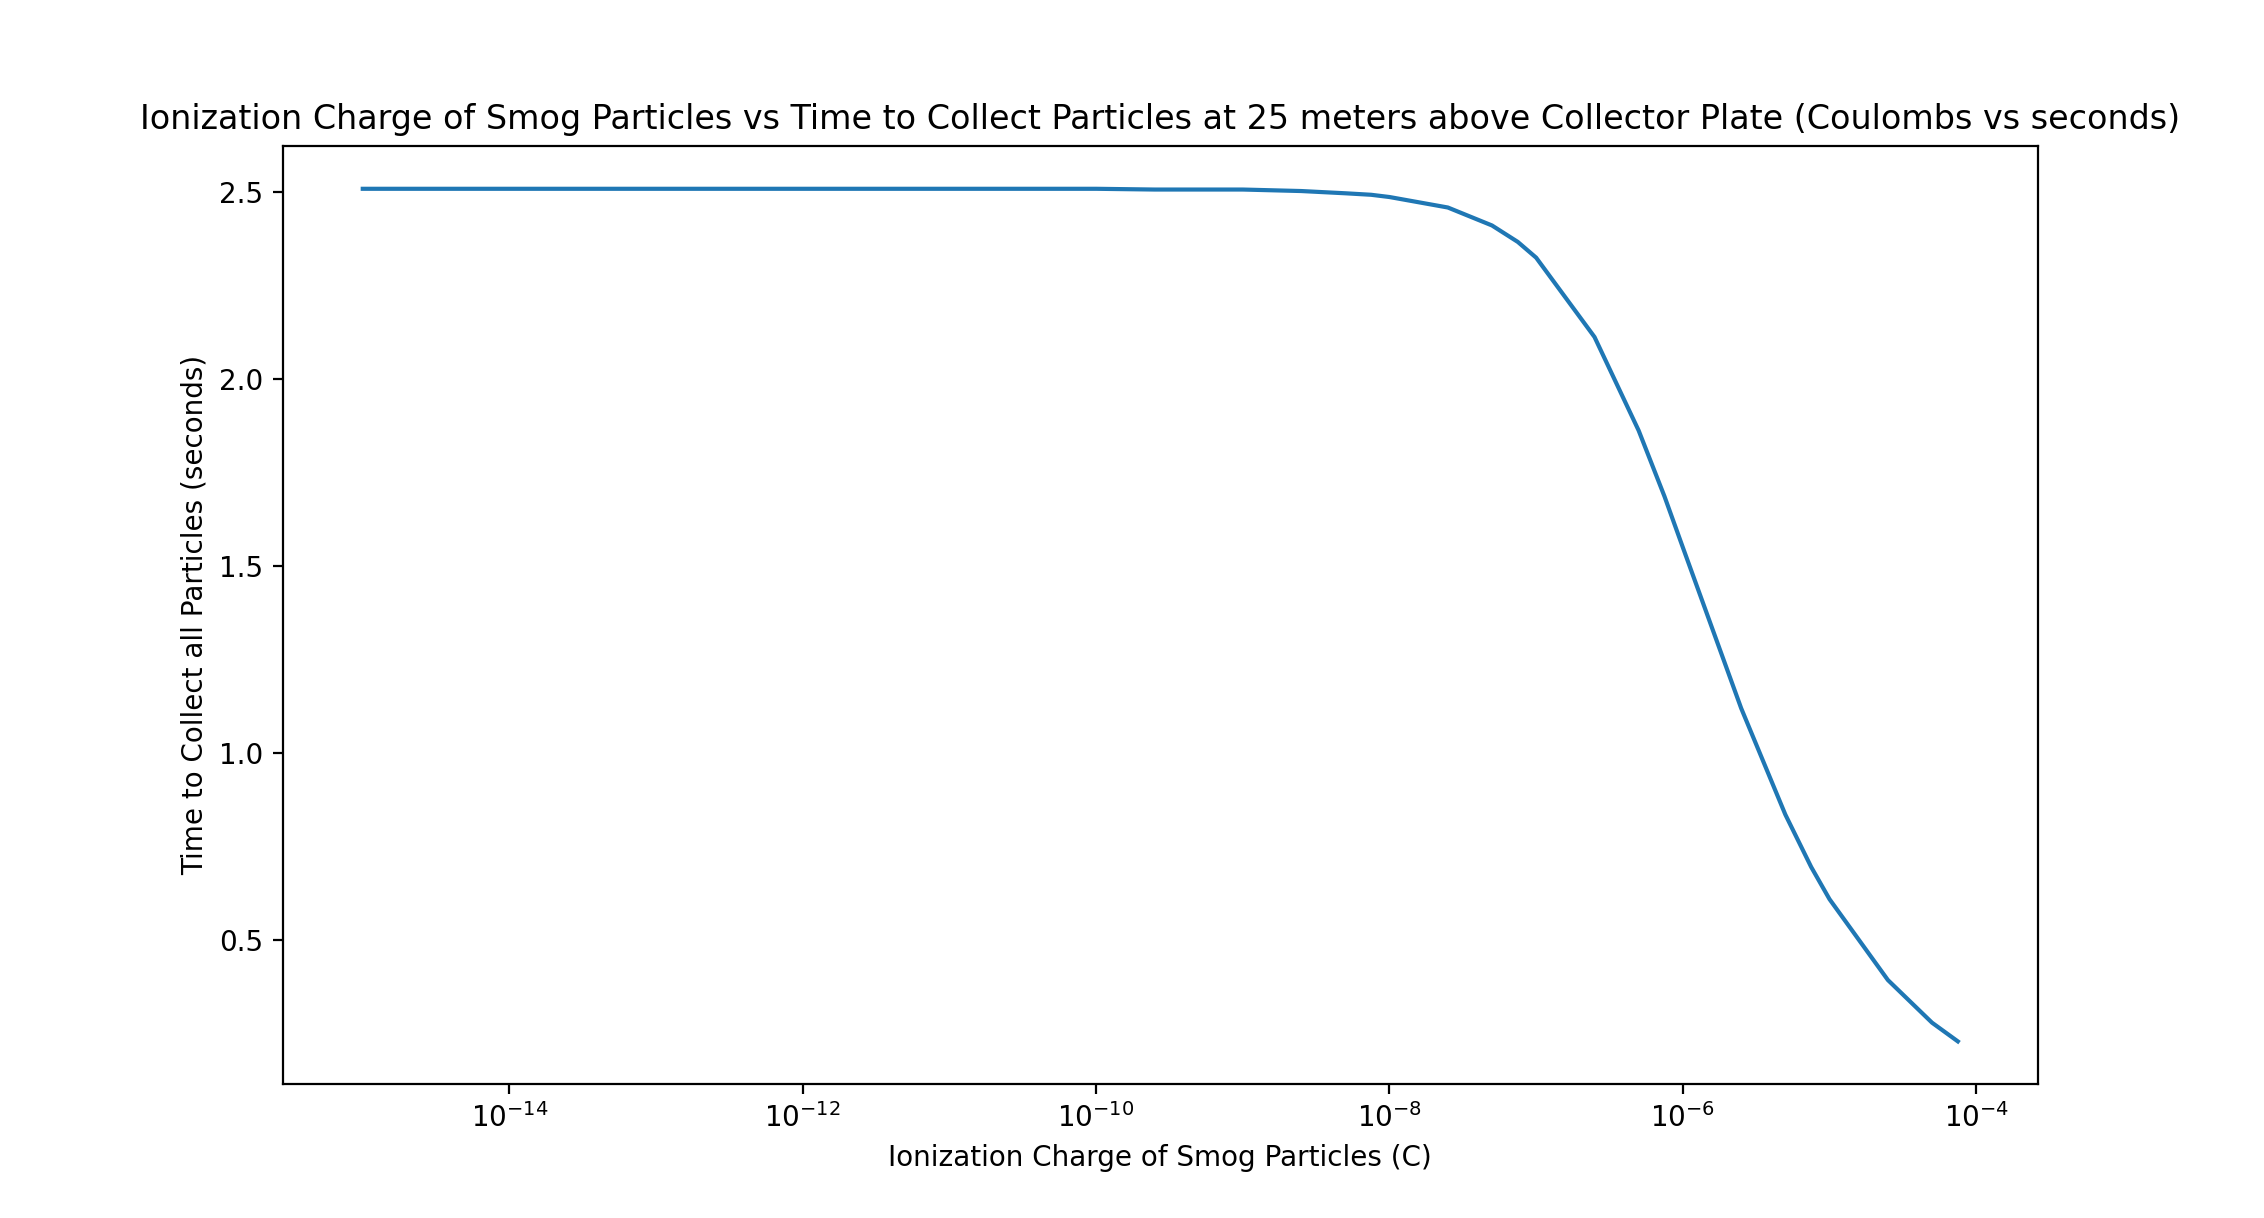 Ionization Charge of Smog Particles vs Time to Collect Particles at 25 meters above Collector Plate (Coulombs vs seconds)
Time to Collect all Particles (seconds)
2.5
2.0
1.5
1.0
0.5
10⁻¹⁴ 10⁻¹² 10⁻¹⁰ 10⁻⁸ 10⁻⁶ 10⁻⁴
Ionization Charge of Smog Particles (C)